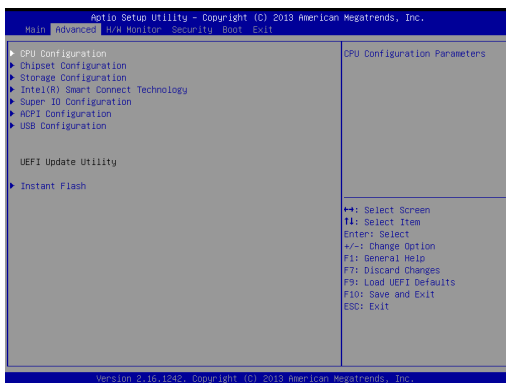 Aptio Setup Utility – Copyright (C) 2013 American Megatrends, Inc.
Main Advanced H/W Monitor Security Boot Exit
CPU Configuration
Chipset Configuration
Storage Configuration
Intel(R) Smart Connect Technology
Super IO Configuration
ACPI Configuration
USB Configuration
UEFI Update Utility
Instant Flash
CPU Configuration Parameters
→←: Select Screen
↑↓: Select Item
Enter: Select
+/-: Change Option
F1: General Help
F7: Discard Changes
F9: Load UEFI Defaults
F10: Save and Exit
ESC: Exit
Version 2.16.1242. Copyright (C) 2013 American Megatrends, Inc.